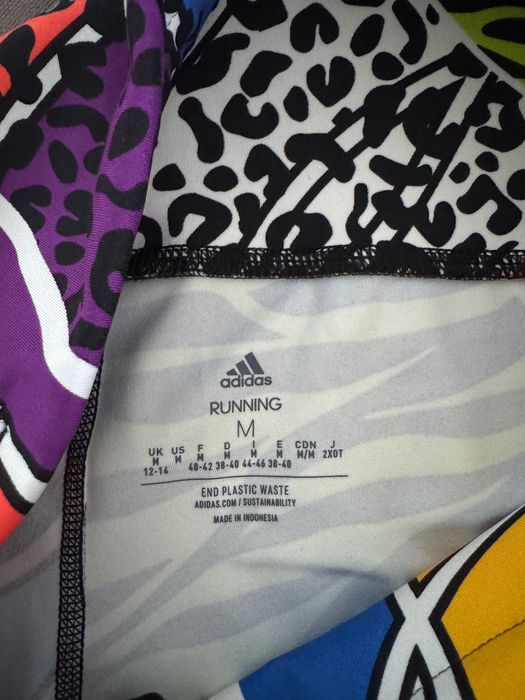 adidas
RUNNING
M
UK US F D I E CDN J
M M M M M M M/M 2XOT
12-14 40-42 38-40 44-46 38-40
END PLASTIC WASTE
ADIDAS.COM / SUSTAINABILITY
MADE IN INDONESIA